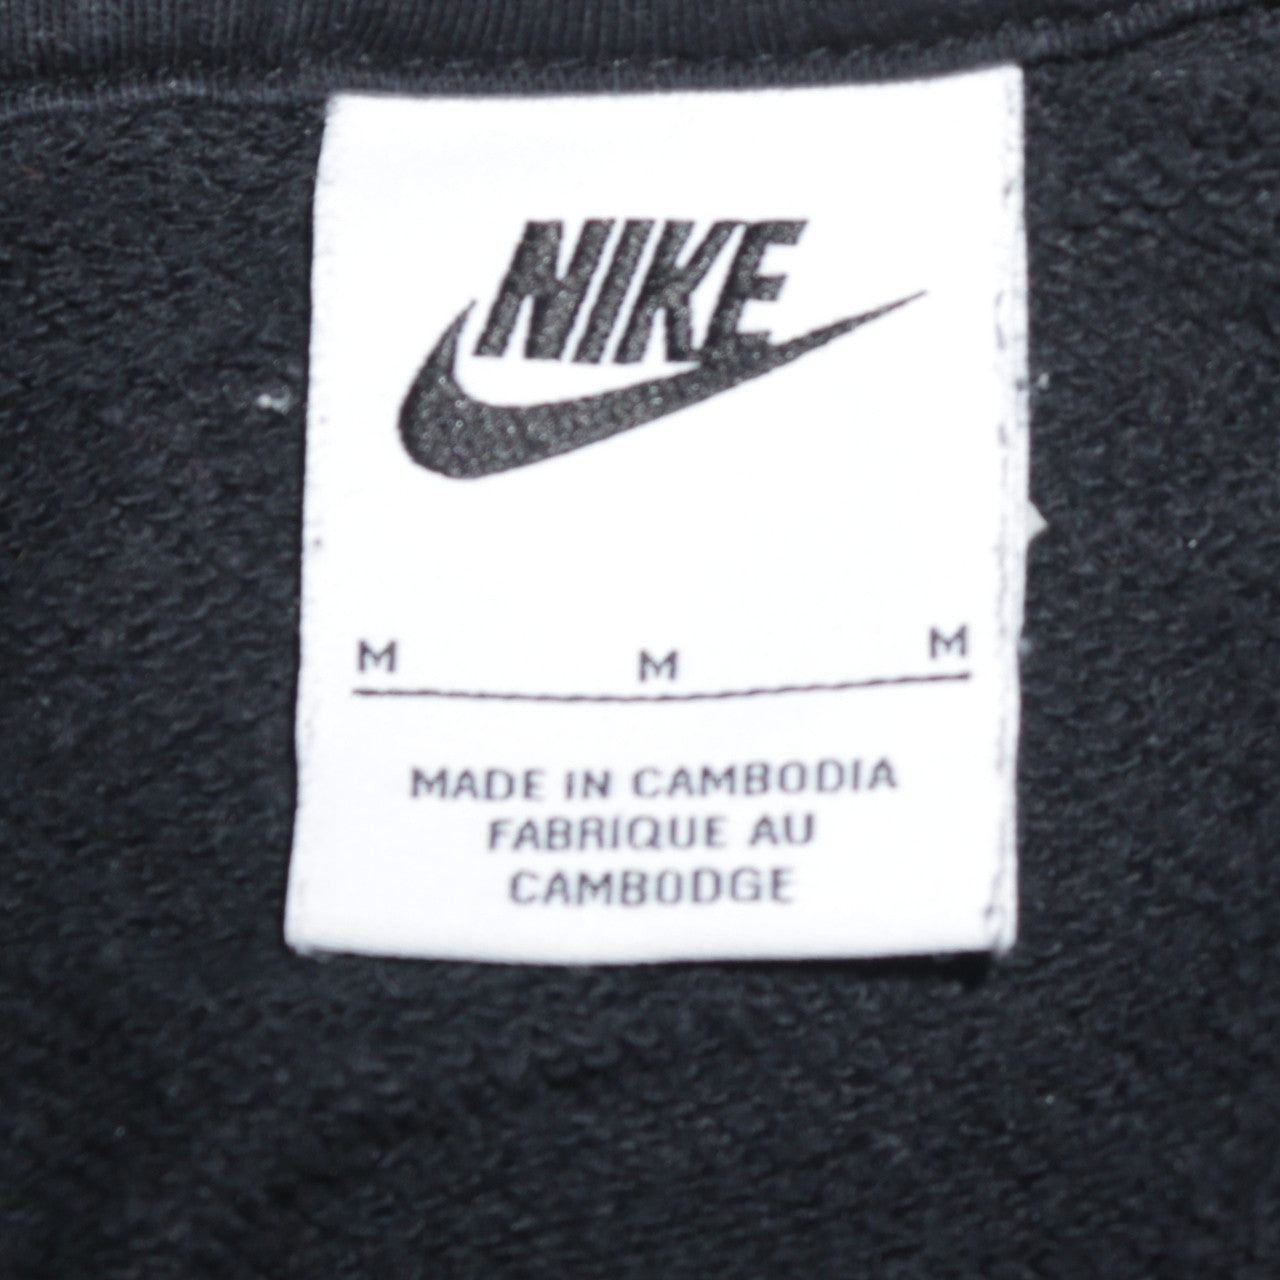 NIKE
M M M
MADE IN CAMBODIA
FABRIQUE AU
CAMBODGE